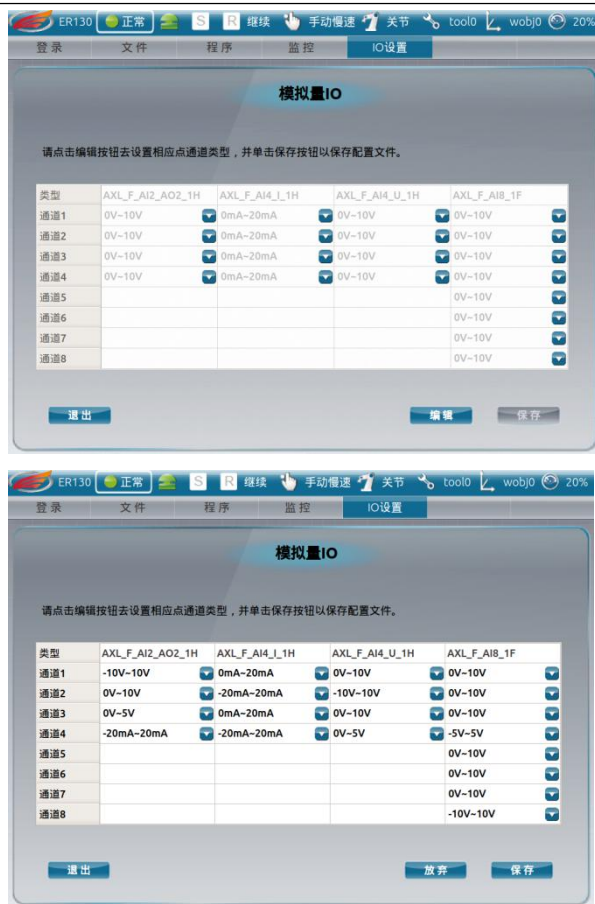 ER130 正常 S R 继续 手动慢速 关节 tool0 wobj0 20%
登录 文件 程序 监控 IO设置
模拟量IO
请点击编辑按钮去设置相应点通道类型，并单击保存按钮以保存配置文件。
类型 AXL_F_AI2_AO2_1H AXL_F_AI4_I_1H AXL_F_AI4_U_1H AXL_F_AI8_1F
通道1 0V~10V 0mA~20mA 0V~10V 0V~10V
通道2 0V~10V 0mA~20mA 0V~10V 0V~10V
通道3 0V~10V 0mA~20mA 0V~10V 0V~10V
通道4 0V~10V 0mA~20mA 0V~10V 0V~10V
通道5 0V~10V
通道6 0V~10V
通道7 0V~10V
通道8 0V~10V
退出 编辑 保存
ER130 正常 S R 继续 手动慢速 关节 tool0 wobj0 20%
登录 文件 程序 监控 IO设置
模拟量IO
请点击编辑按钮去设置相应点通道类型，并单击保存按钮以保存配置文件。
类型 AXL_F_AI2_AO2_1H AXL_F_AI4_I_1H AXL_F_AI4_U_1H AXL_F_AI8_1F
通道1 -10V~10V 0mA~20mA 0V~10V 0V~10V
通道2 0V~10V -20mA~20mA -10V~10V 0V~10V
通道3 0V~5V 0mA~20mA 0V~10V 0V~10V
通道4 -20mA~20mA -20mA~20mA 0V~5V -5V~5V
通道5 0V~10V
通道6 0V~10V
通道7 0V~10V
通道8 -10V~10V
退出 放弃 保存